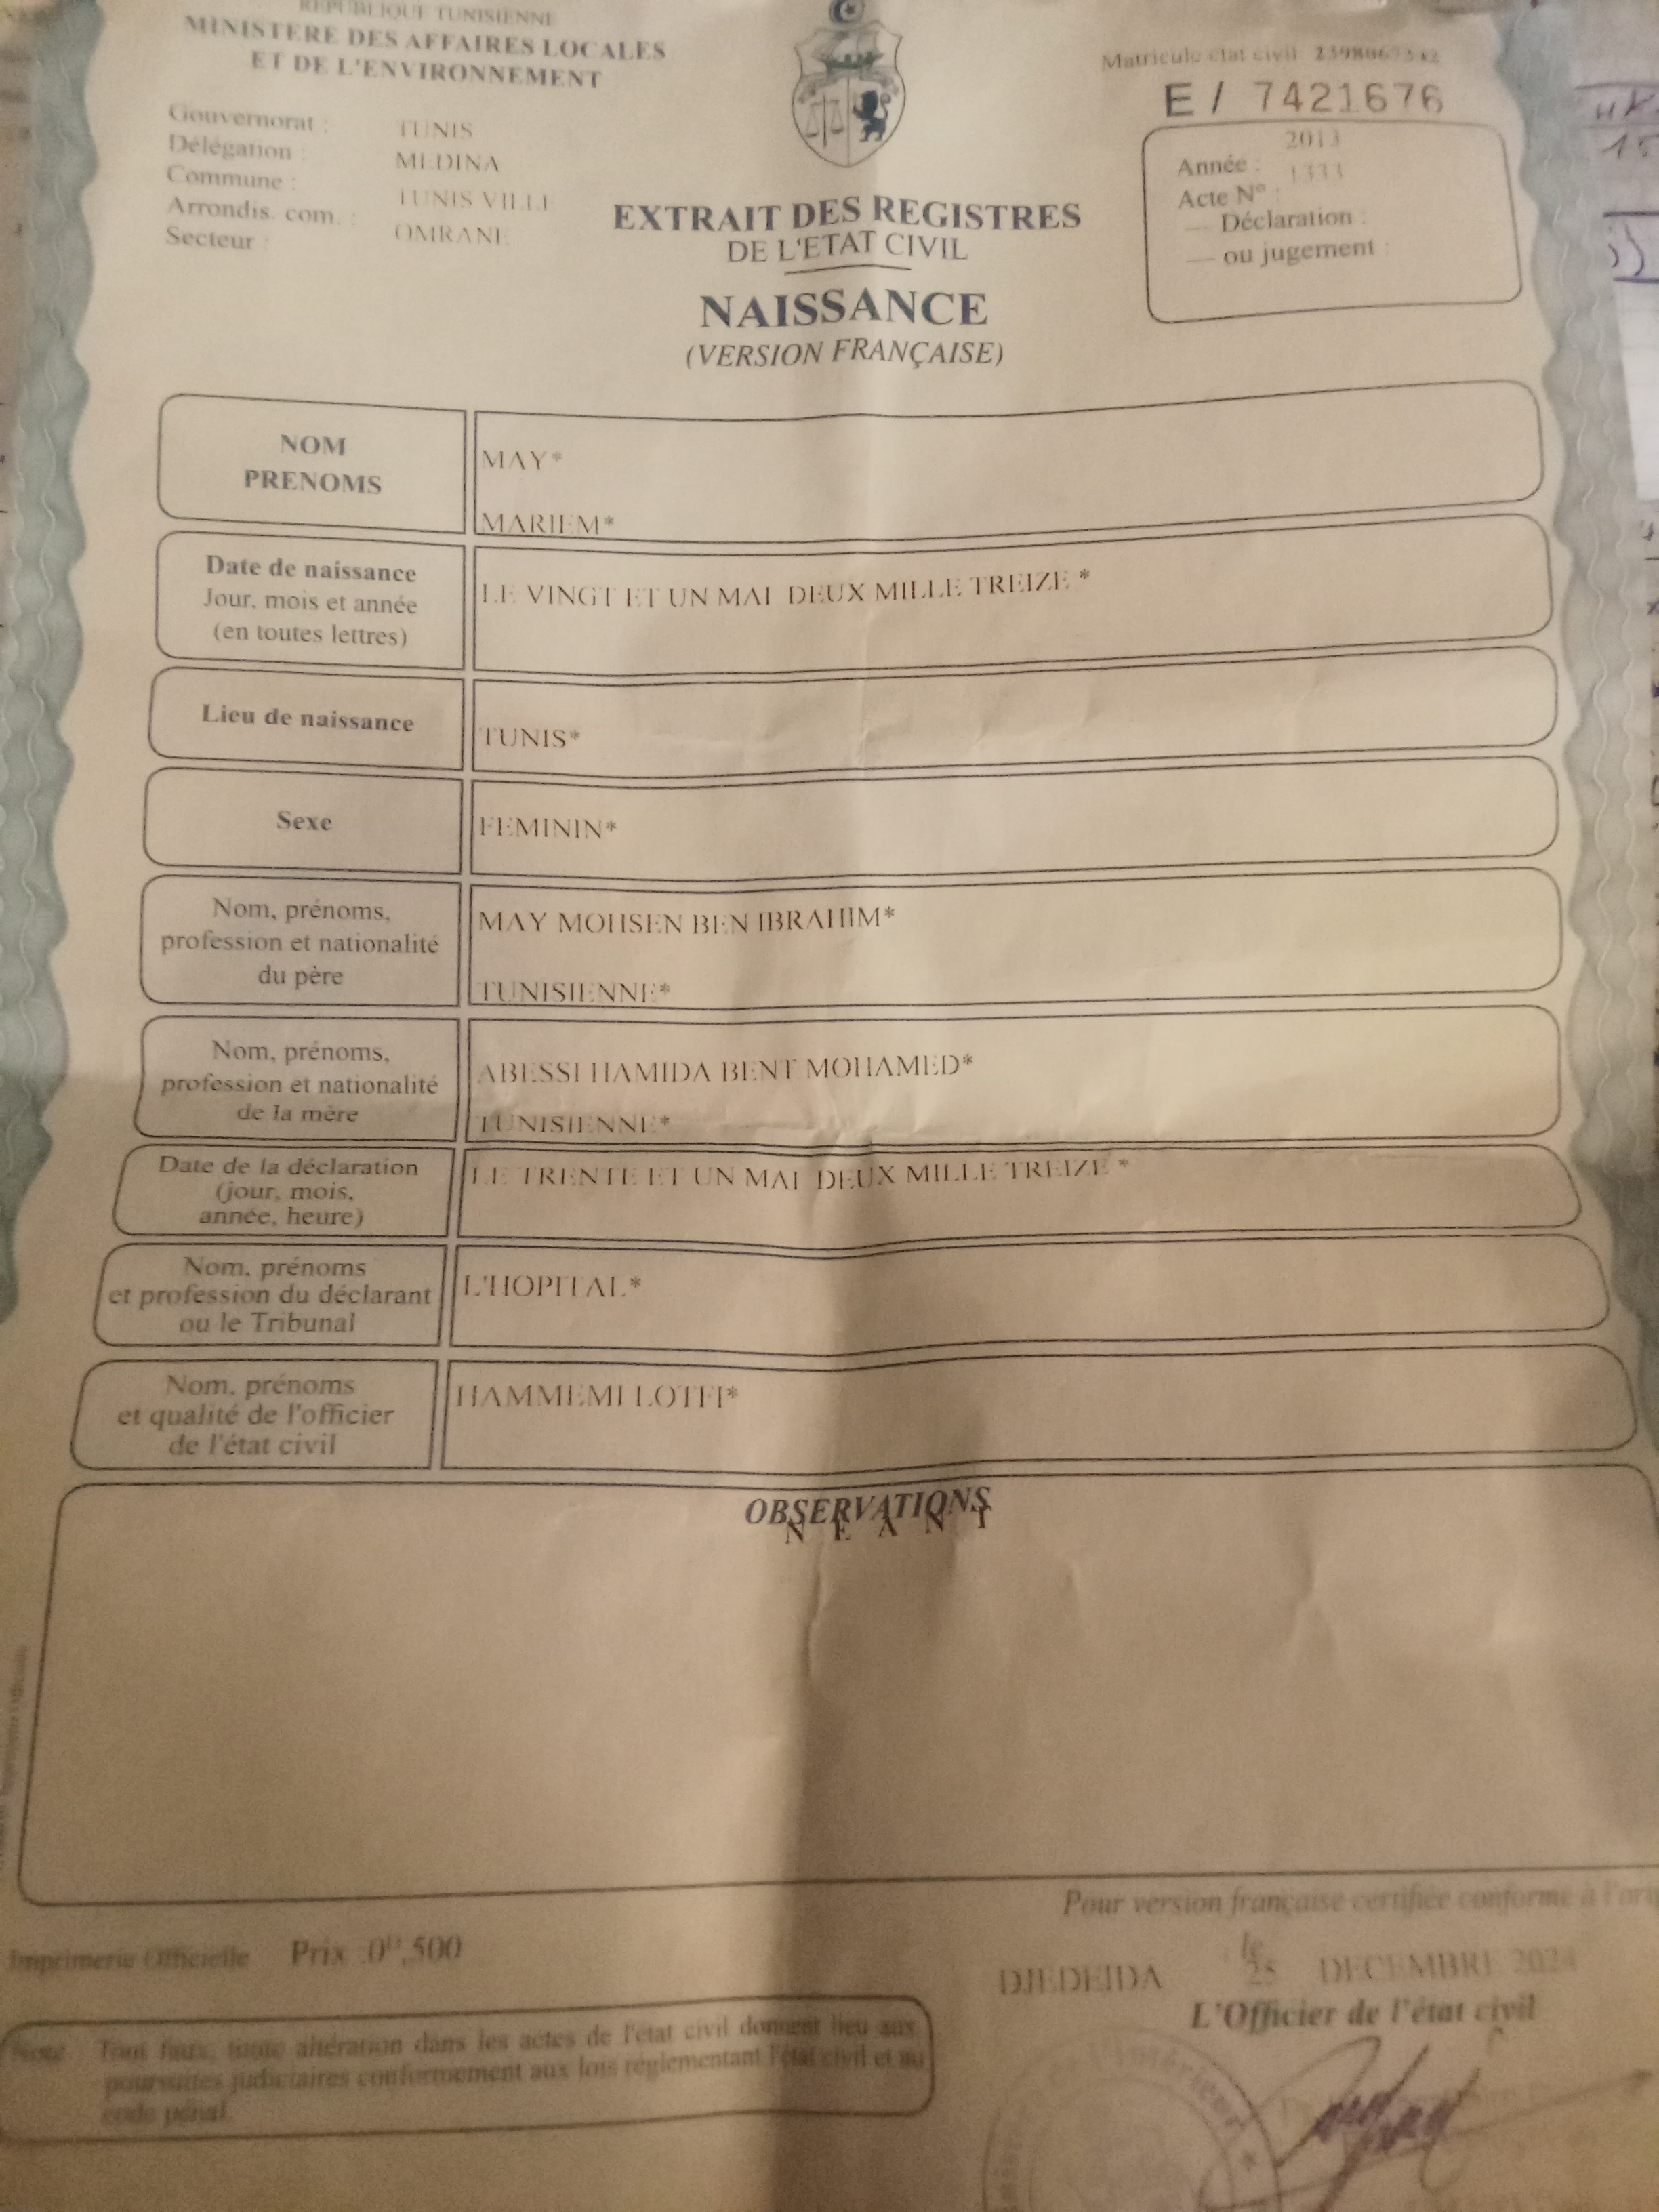 REPUBLIQUE TUNISIENNE
MINISTERE DES AFFAIRES LOCALES
ET DE L'ENVIRONNEMENT
Gouvernorat : TUNIS
Délégation : MEDINA
Commune : TUNIS VILLE
Arrondis. com. : OMRANE
Secteur :
Matricule état civil
E / 7421676
2013
Année : 1333
Acte N° :
— Déclaration :
— ou jugement :
EXTRAIT DES REGISTRES
DE L'ETAT CIVIL
NAISSANCE
(VERSION FRANÇAISE)
NOM
PRENOMS
MAY*
MARIEM*
Date de naissance
Jour, mois et année
(en toutes lettres)
LE VINGT ET UN MAI DEUX MILLE TREIZE *
Lieu de naissance
TUNIS*
Sexe
FEMININ*
Nom, prénoms,
profession et nationalité
du père
MAY MOHSEN BEN IBRAHIM*
TUNISIENNE*
Nom, prénoms,
profession et nationalité
de la mère
ABESSI HAMIDA BENT MOHAMED*
TUNISIENNE*
Date de la déclaration
(jour, mois,
année, heure)
LE TRENTE ET UN MAI DEUX MILLE TREIZE *
Nom, prénoms
et profession du déclarant
ou le Tribunal
L'HOPITAL*
Nom, prénoms
et qualité de l'officier
de l'état civil
HAMMEMI LOTFI*
OBSERVATIONS
N E A N T
Pour version française certifiée conforme à l'ori
Imprimerie Officielle Prix :0ᴰ,500
DJEDEIDA le 25 DECEMBRE 2024
L'Officier de l'état civil
Note : Tout faux, toute altération dans les actes de l'état civil donnent lieu aux
poursuites judiciaires conformement aux lois réglementant l'état civil et au
code pénal
de l'Intérieur